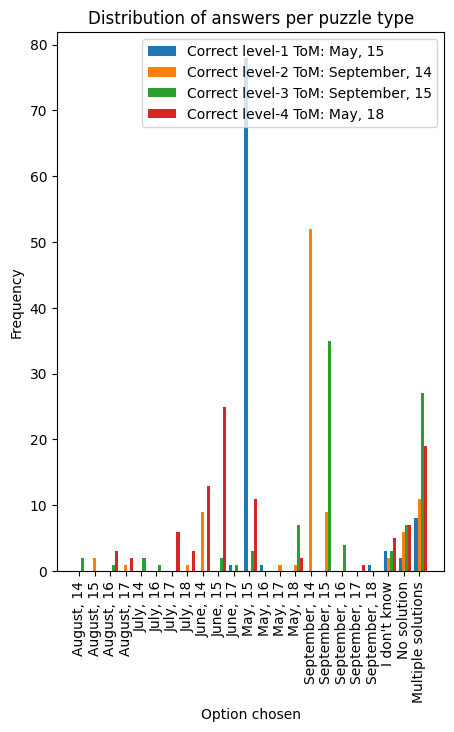 Distribution of answers per puzzle type
Correct level-1 ToM: May, 15
Correct level-2 ToM: September, 14
Correct level-3 ToM: September, 15
Correct level-4 ToM: May, 18
80
70
60
50
40
30
20
10
0
Frequency
August, 14
August, 15
August, 16
August, 17
July, 14
July, 16
July, 17
July, 18
June, 14
June, 15
June, 17
May, 15
May, 16
May, 17
May, 18
September, 14
September, 15
September, 16
September, 17
September, 18
I don't know
No solution
Multiple solutions
Option chosen